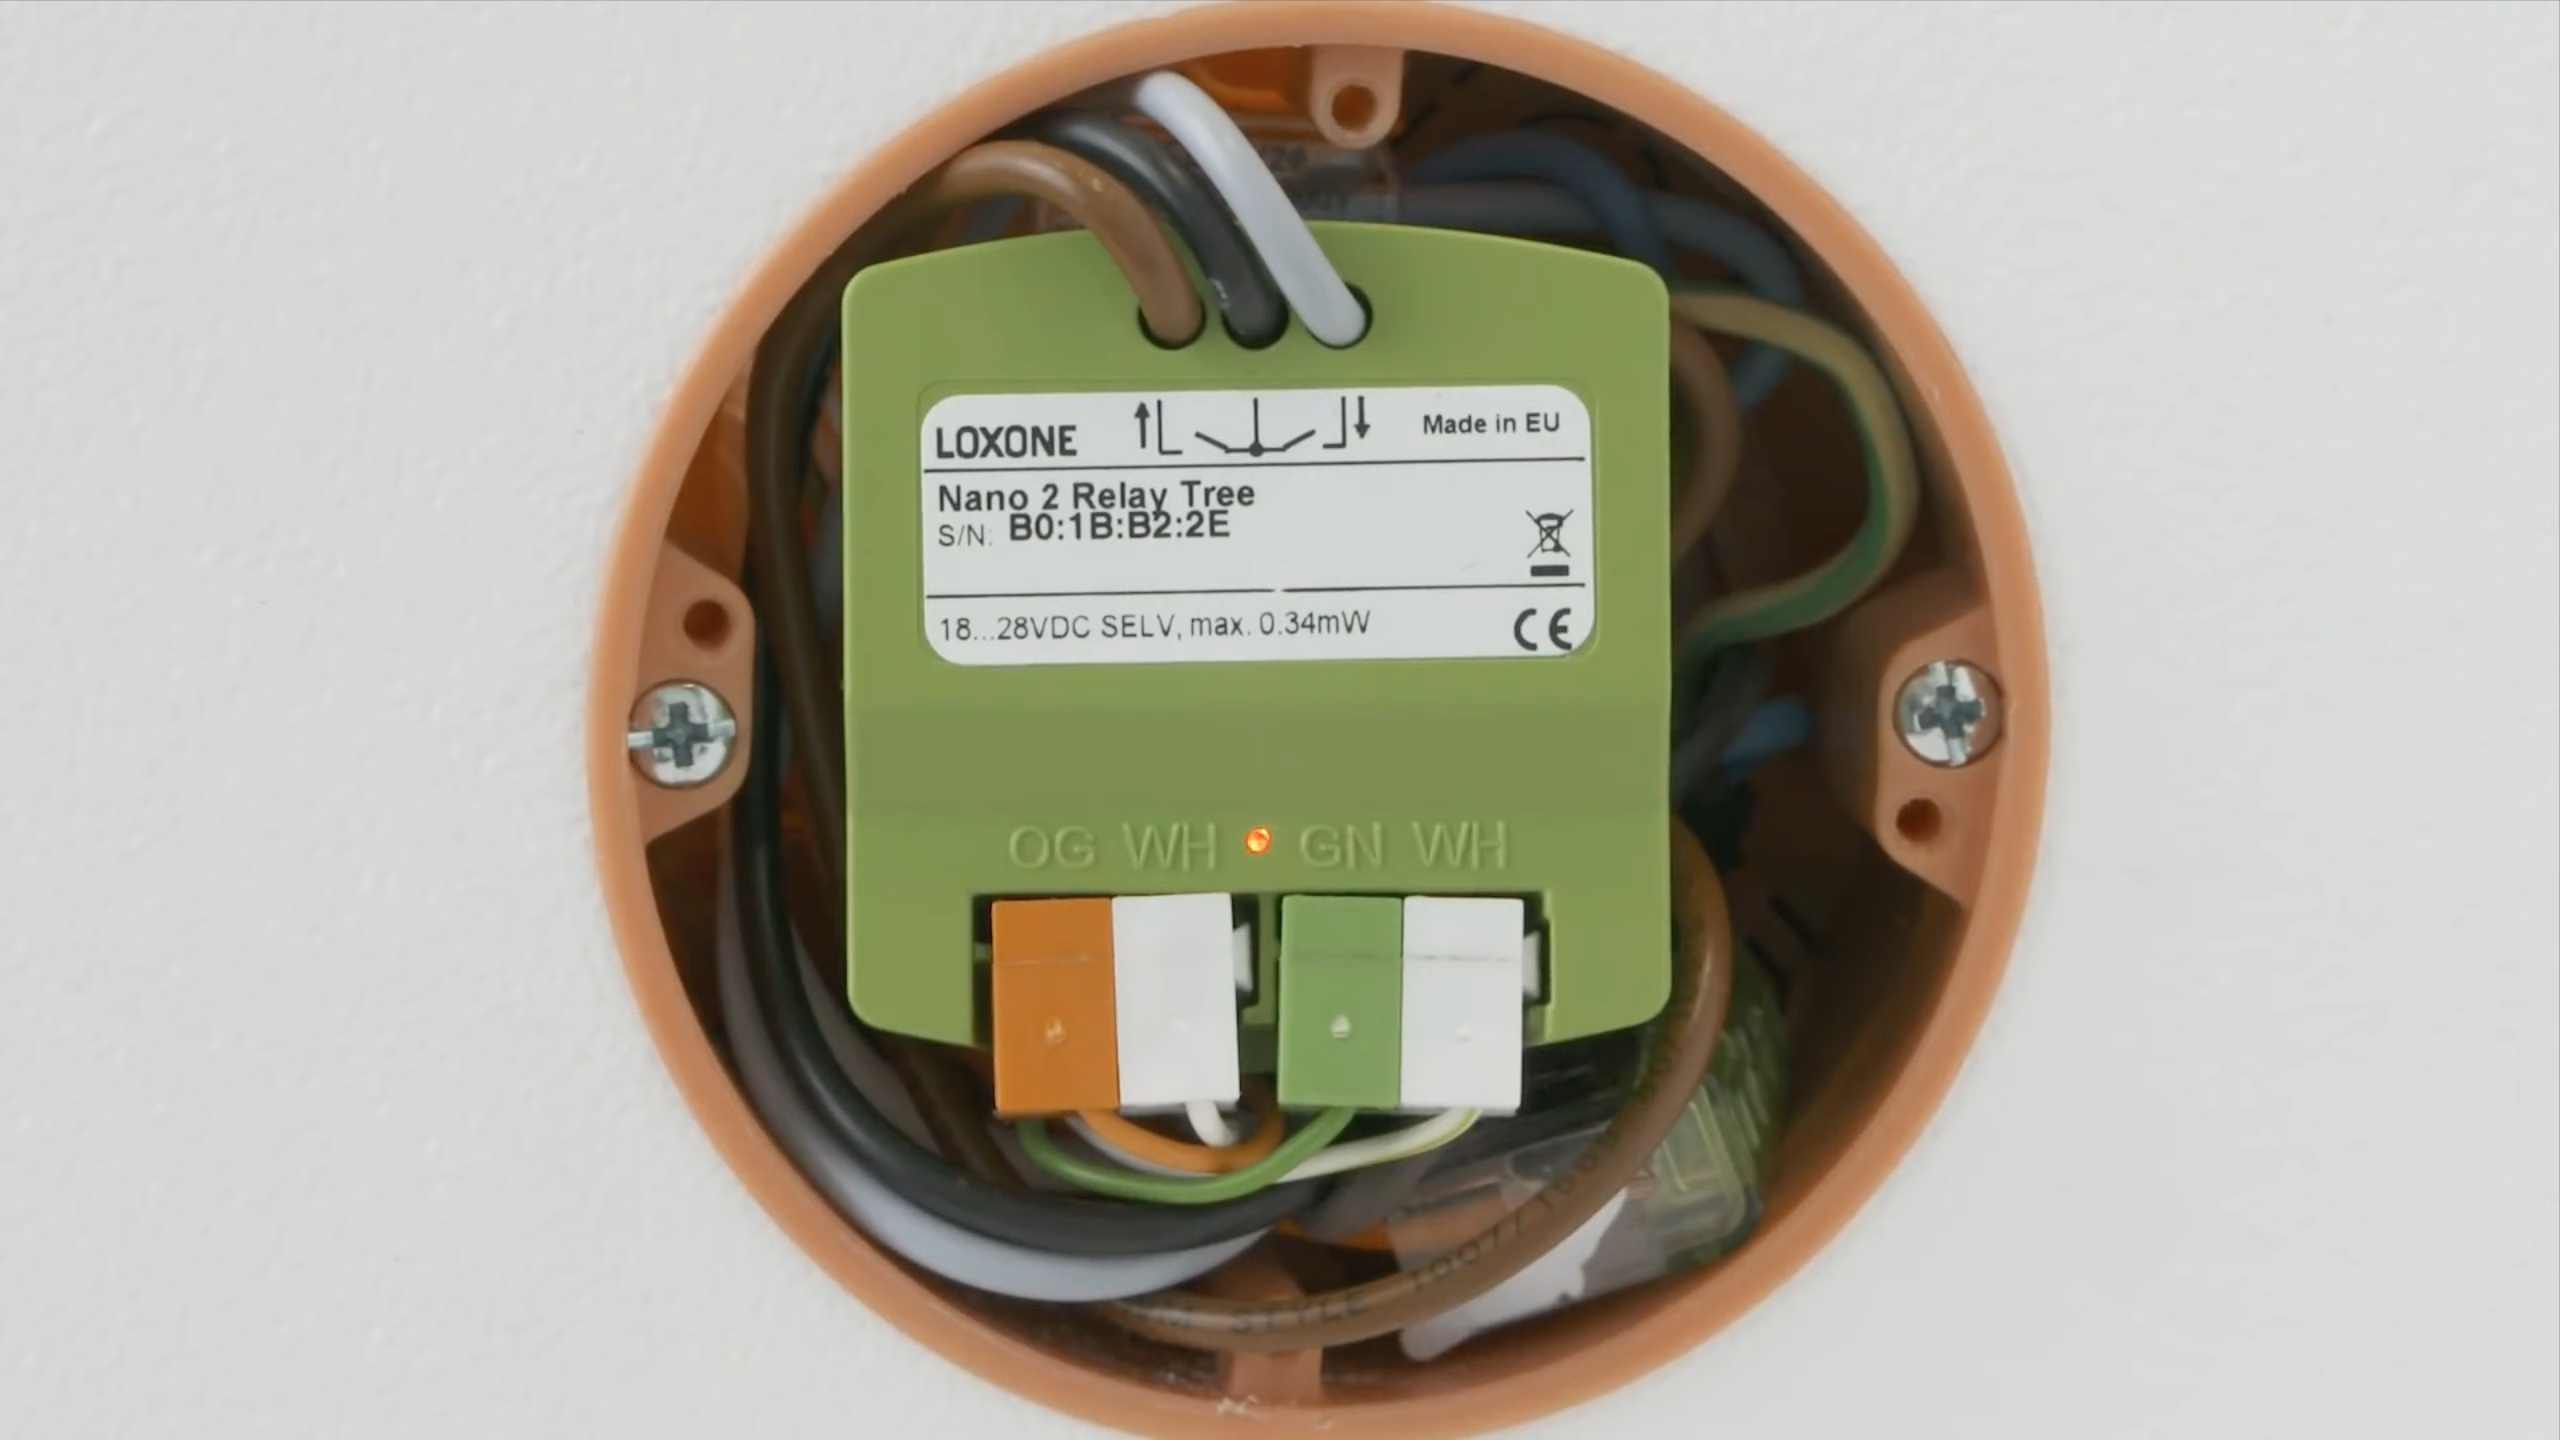 LOXONE
Made in EU
Nano 2 Relay Tree
S/N: B0:1B:B2:2E
18...28VDC SELV, max. 0.34mW
CE
OG WH GN WH
STYLE